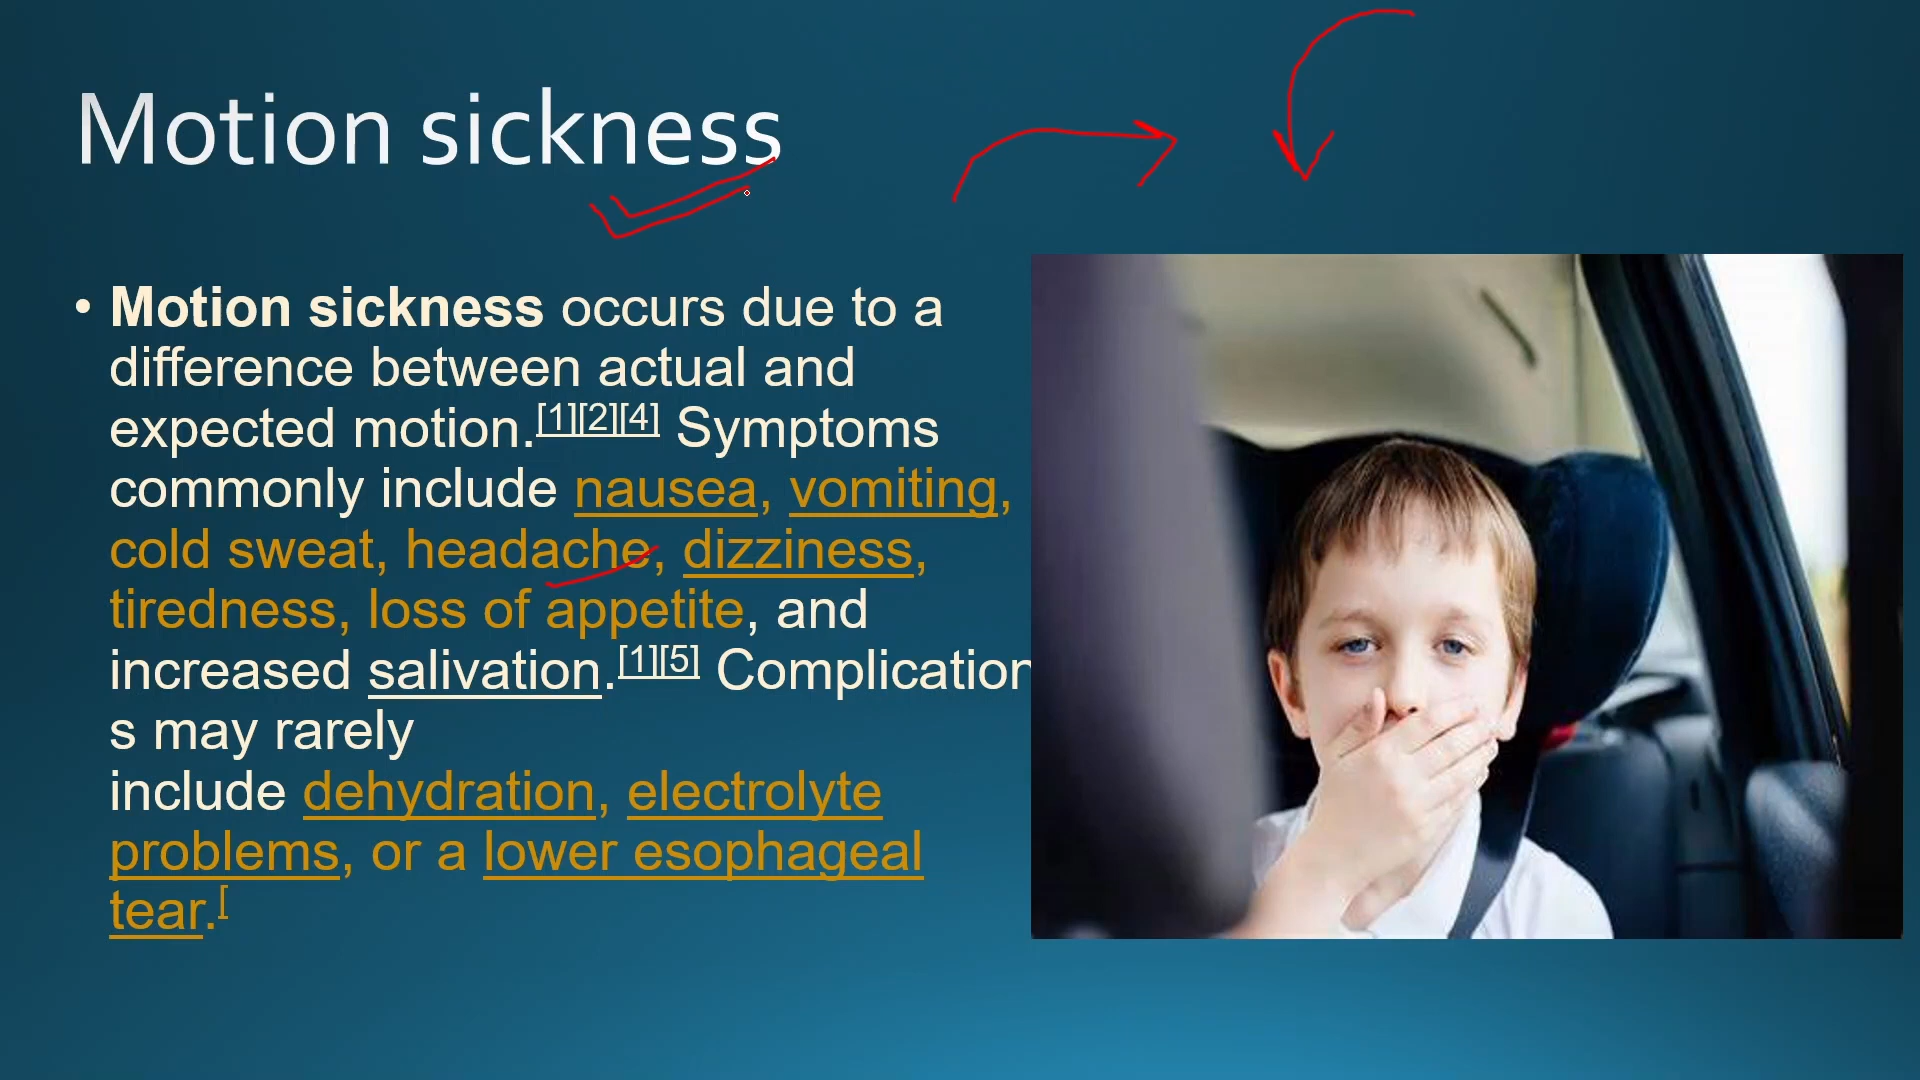 Motion sickness
• Motion sickness occurs due to a
difference between actual and
expected motion.[1][2][4] Symptoms
commonly include nausea, vomiting,
cold sweat, headache, dizziness,
tiredness, loss of appetite, and
increased salivation.[1][5] Complication
s may rarely
include dehydration, electrolyte
problems, or a lower esophageal
tear.[